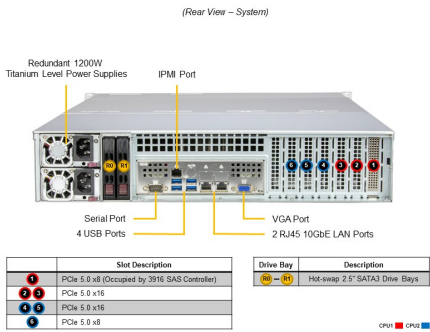 (Rear View – System)
Redundant 1200W
Titanium Level Power Supplies
IPMI Port
R0 R1
6 5 4 3 2 1
Serial Port
VGA Port
4 USB Ports
2 RJ45 10GbE LAN Ports
Slot Description
1 PCIe 5.0 x8 (Occupied by 3916 SAS Controller)
2 3 PCIe 5.0 x16
4 5 PCIe 5.0 x16
6 PCIe 5.0 x8
Drive Bay Description
R0 – R1 Hot-swap 2.5" SATA3 Drive Bays
CPU1 CPU2